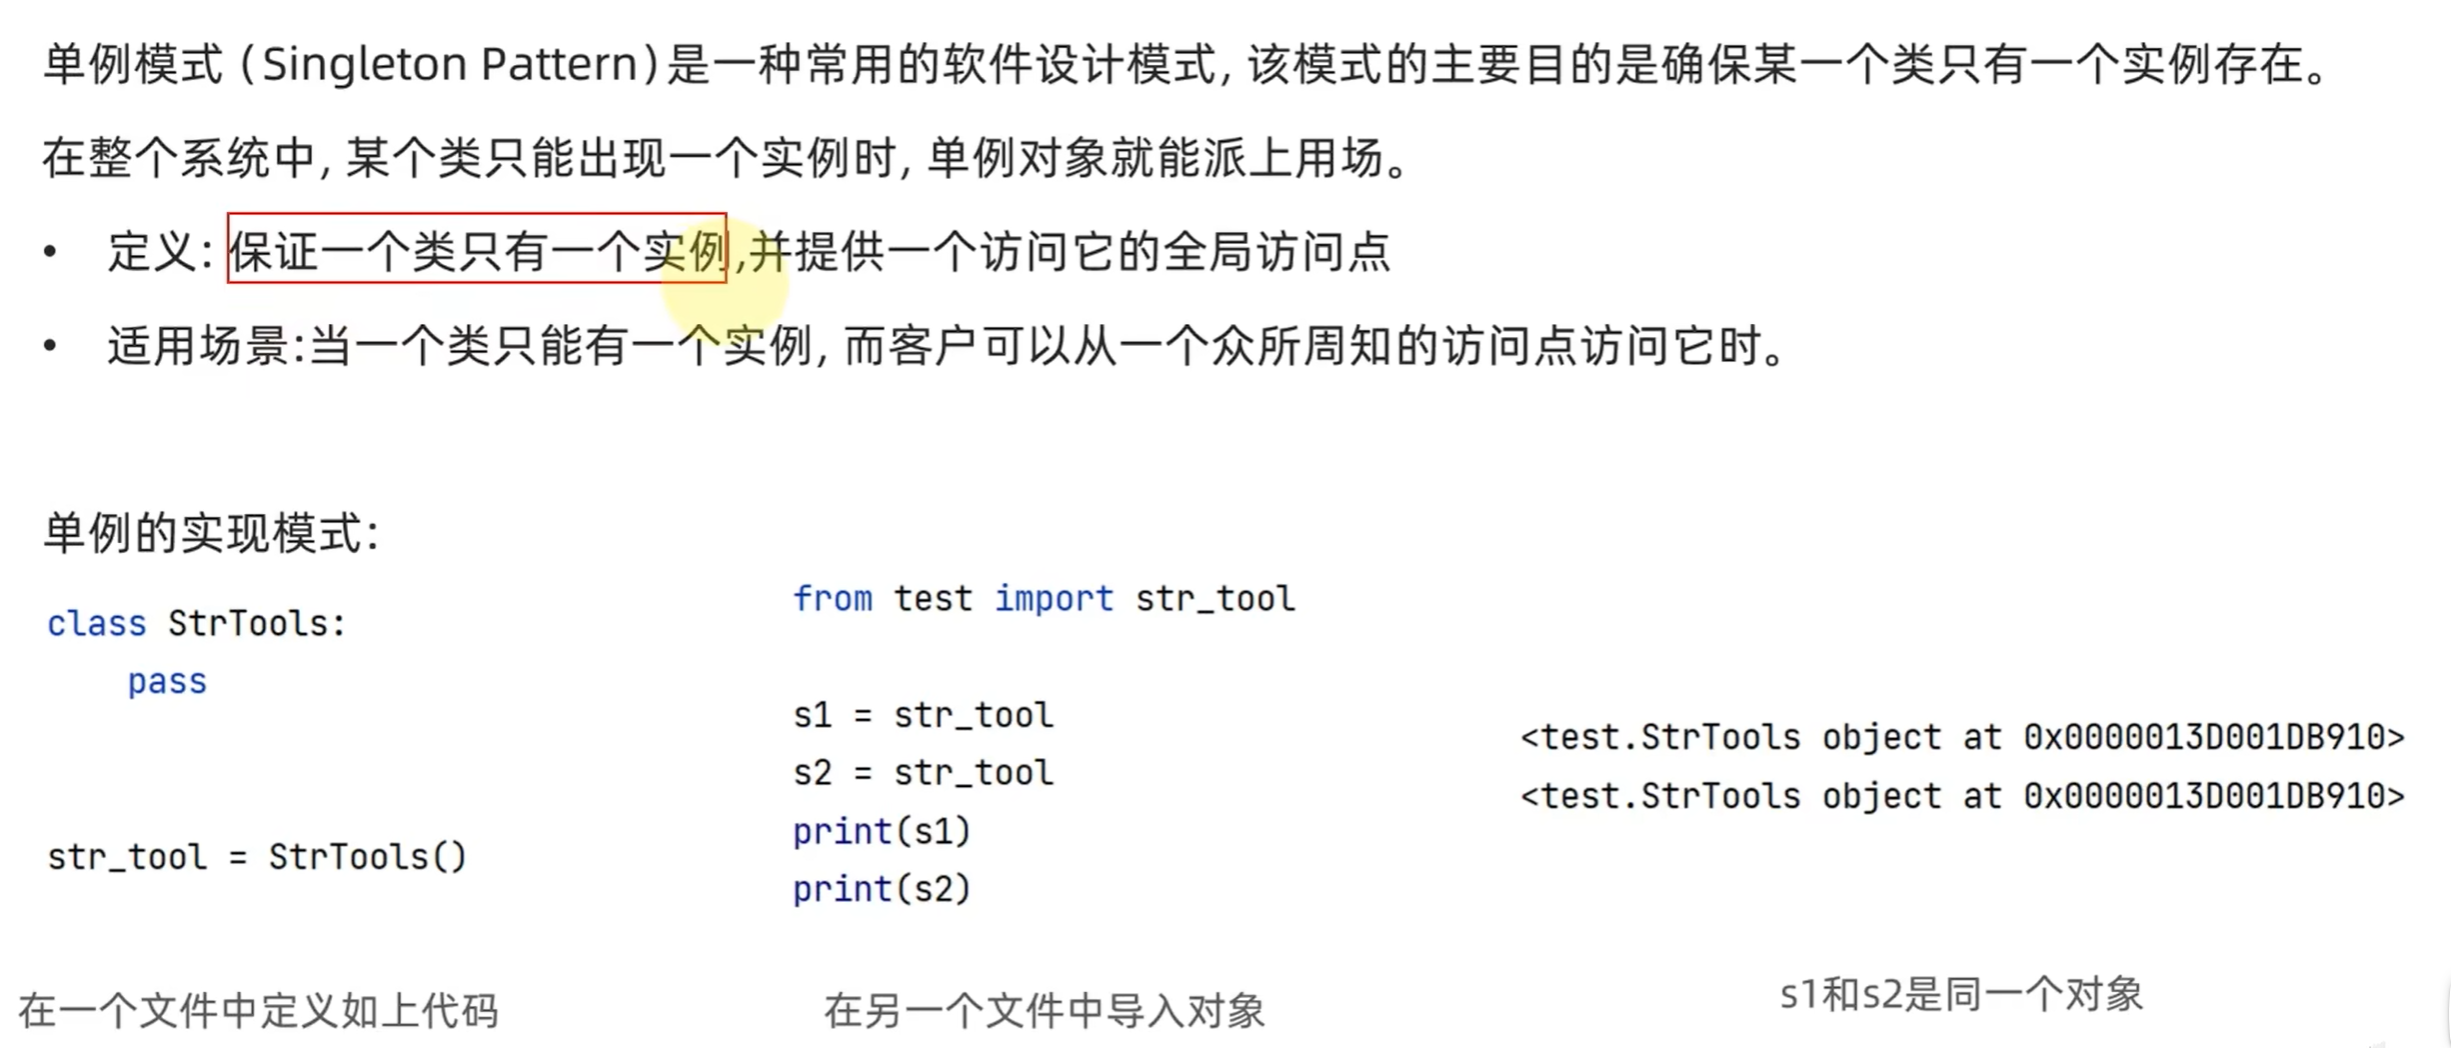 单例模式（Singleton Pattern）是一种常用的软件设计模式, 该模式的主要目的是确保某一个类只有一个实例存在。
在整个系统中, 某个类只能出现一个实例时, 单例对象就能派上用场。
• 定义: 保证一个类只有一个实例,并提供一个访问它的全局访问点
• 适用场景:当一个类只能有一个实例, 而客户可以从一个众所周知的访问点访问它时。
单例的实现模式:
class StrTools:
    pass
str_tool = StrTools()
在一个文件中定义如上代码
from test import str_tool
s1 = str_tool
s2 = str_tool
print(s1)
print(s2)
在另一个文件中导入对象
<test.StrTools object at 0x0000013D001DB910>
<test.StrTools object at 0x0000013D001DB910>
s1和s2是同一个对象